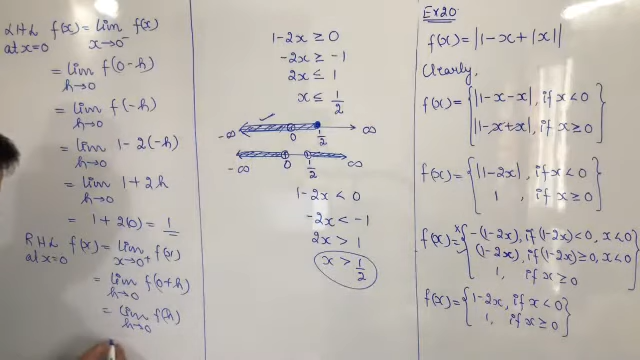 LHL f(x) = lim f(x)
at x=0 x→0⁻
= lim f(0-h)
h→0
= lim f(-h)
h→0
= lim 1-2(-h)
h→0
= lim 1+2h
h→0
= 1+2(0) = 1
RHL f(x) = lim f(x)
at x=0 x→0+
= lim f(0+h)
h→0
= lim f(h)
h→0
1-2x ≥ 0
-2x ≥ -1
2x ≤ 1
x ≤ 1/2
-∞ 0 1/2 ∞
-∞ 0 1/2 ∞
1-2x < 0
-2x < -1
2x > 1
x > 1/2
Ex20
f(x) = |1-x+|x||
Clearly,
f(x) = { |1-x-x|, if x<0
|1-x+x|, if x≥0 }
f(x) = { |1-2x|, if x<0
1, if x≥0 }
f(x) = { -(1-2x), if (1-2x)<0, x<0
(1-2x), if (1-2x)≥0, x<0
1, if x≥0 }
f(x) = { 1-2x, if x<0
1, if x≥0 }